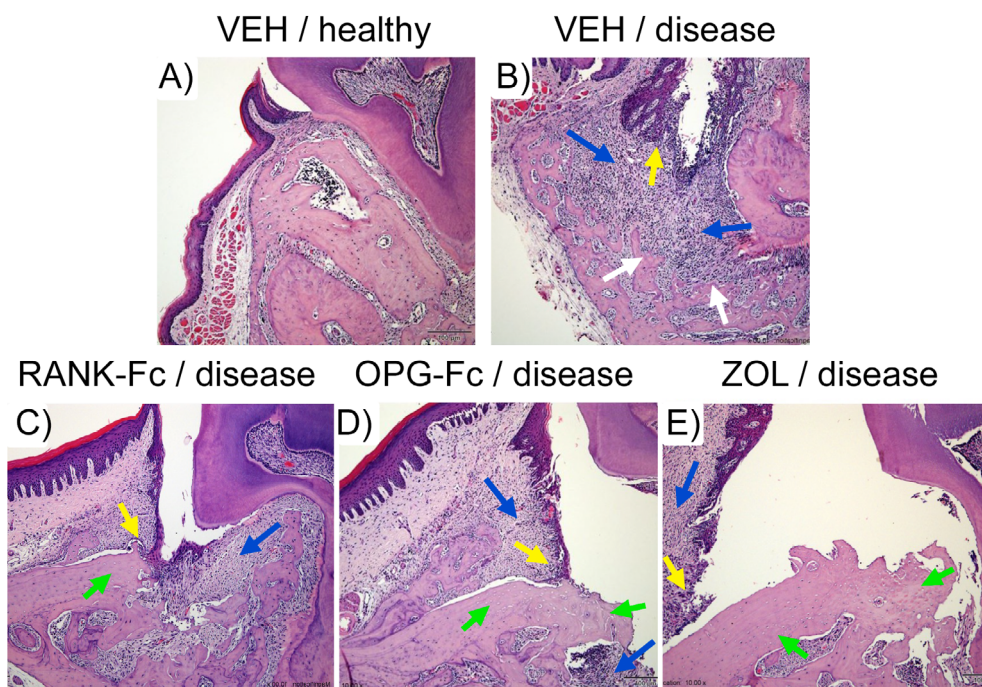 VEH / healthy
VEH / disease
A)
B)
RANK-Fc / disease
OPG-Fc / disease
ZOL / disease
C)
D)
E)